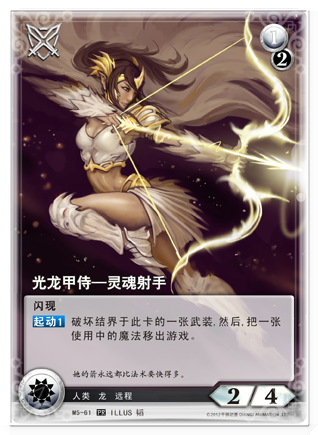 1
2
光龙甲侍—灵魂射手
闪现
起动1 破坏结界于此卡的一张武装,然后,把一张
使用中的魔法移出游戏。
她的箭永远都比法术要快得多。
人类 龙 远程
2 / 4
M5-61 PR ILLUS 韬